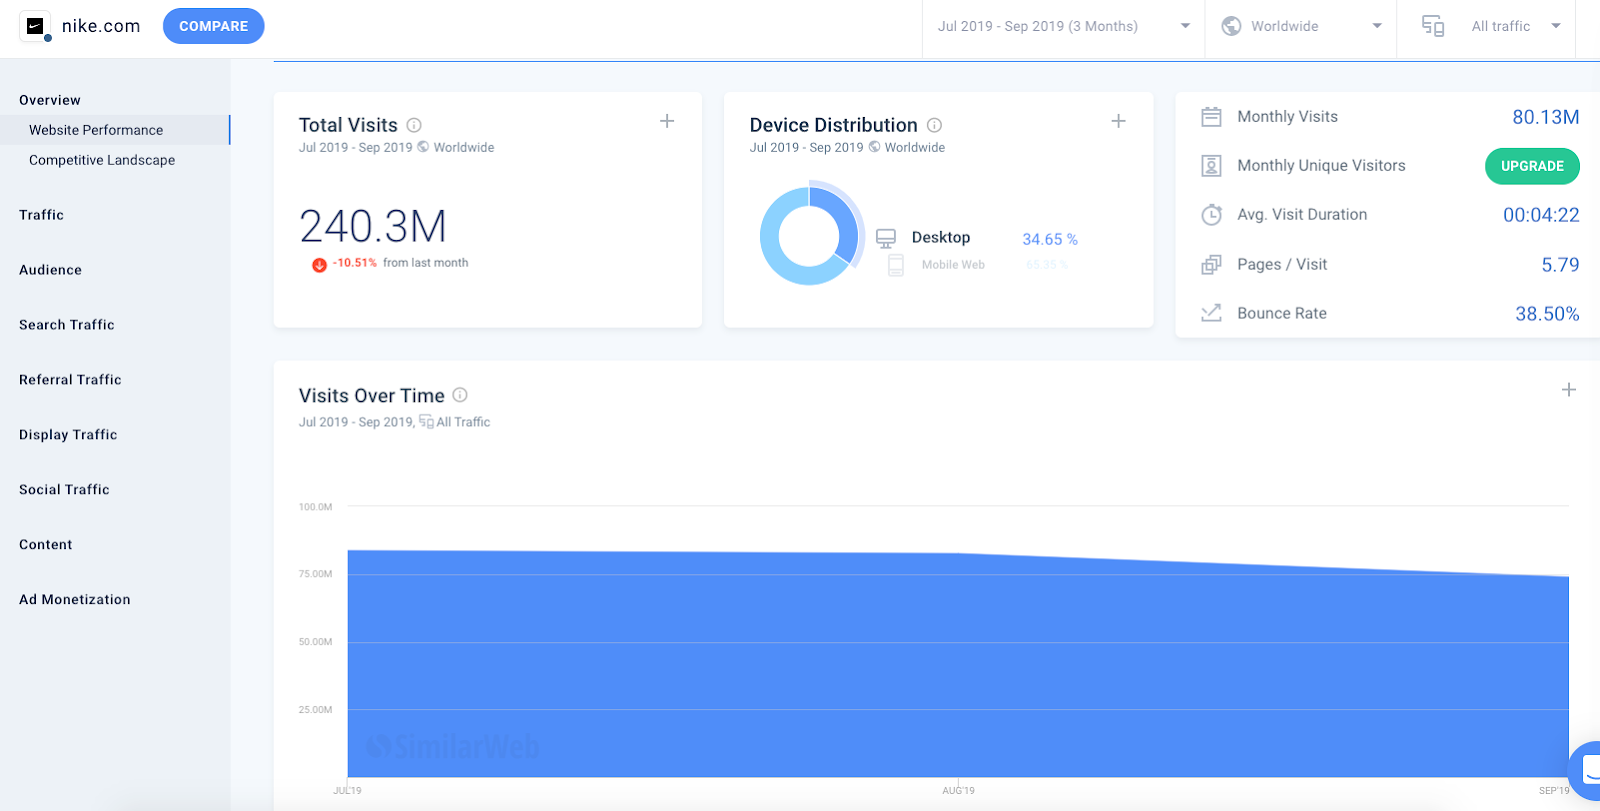 nike.com
COMPARE
Jul 2019 - Sep 2019 (3 Months)
Worldwide
All traffic
Overview
Website Performance
Competitive Landscape
Traffic
Audience
Search Traffic
Referral Traffic
Display Traffic
Social Traffic
Content
Ad Monetization
Total Visits
Jul 2019 - Sep 2019 Worldwide
240.3M
-10.51% from last month
Device Distribution
Jul 2019 - Sep 2019 Worldwide
Desktop 34.65 %
Mobile Web 65.35 %
Monthly Visits 80.13M
Monthly Unique Visitors UPGRADE
Avg. Visit Duration 00:04:22
Pages / Visit 5.79
Bounce Rate 38.50%
Visits Over Time
Jul 2019 - Sep 2019, All Traffic
100.0M
75.00M
50.00M
25.00M
SimilarWeb
JUL'19 AUG'19 SEP'19